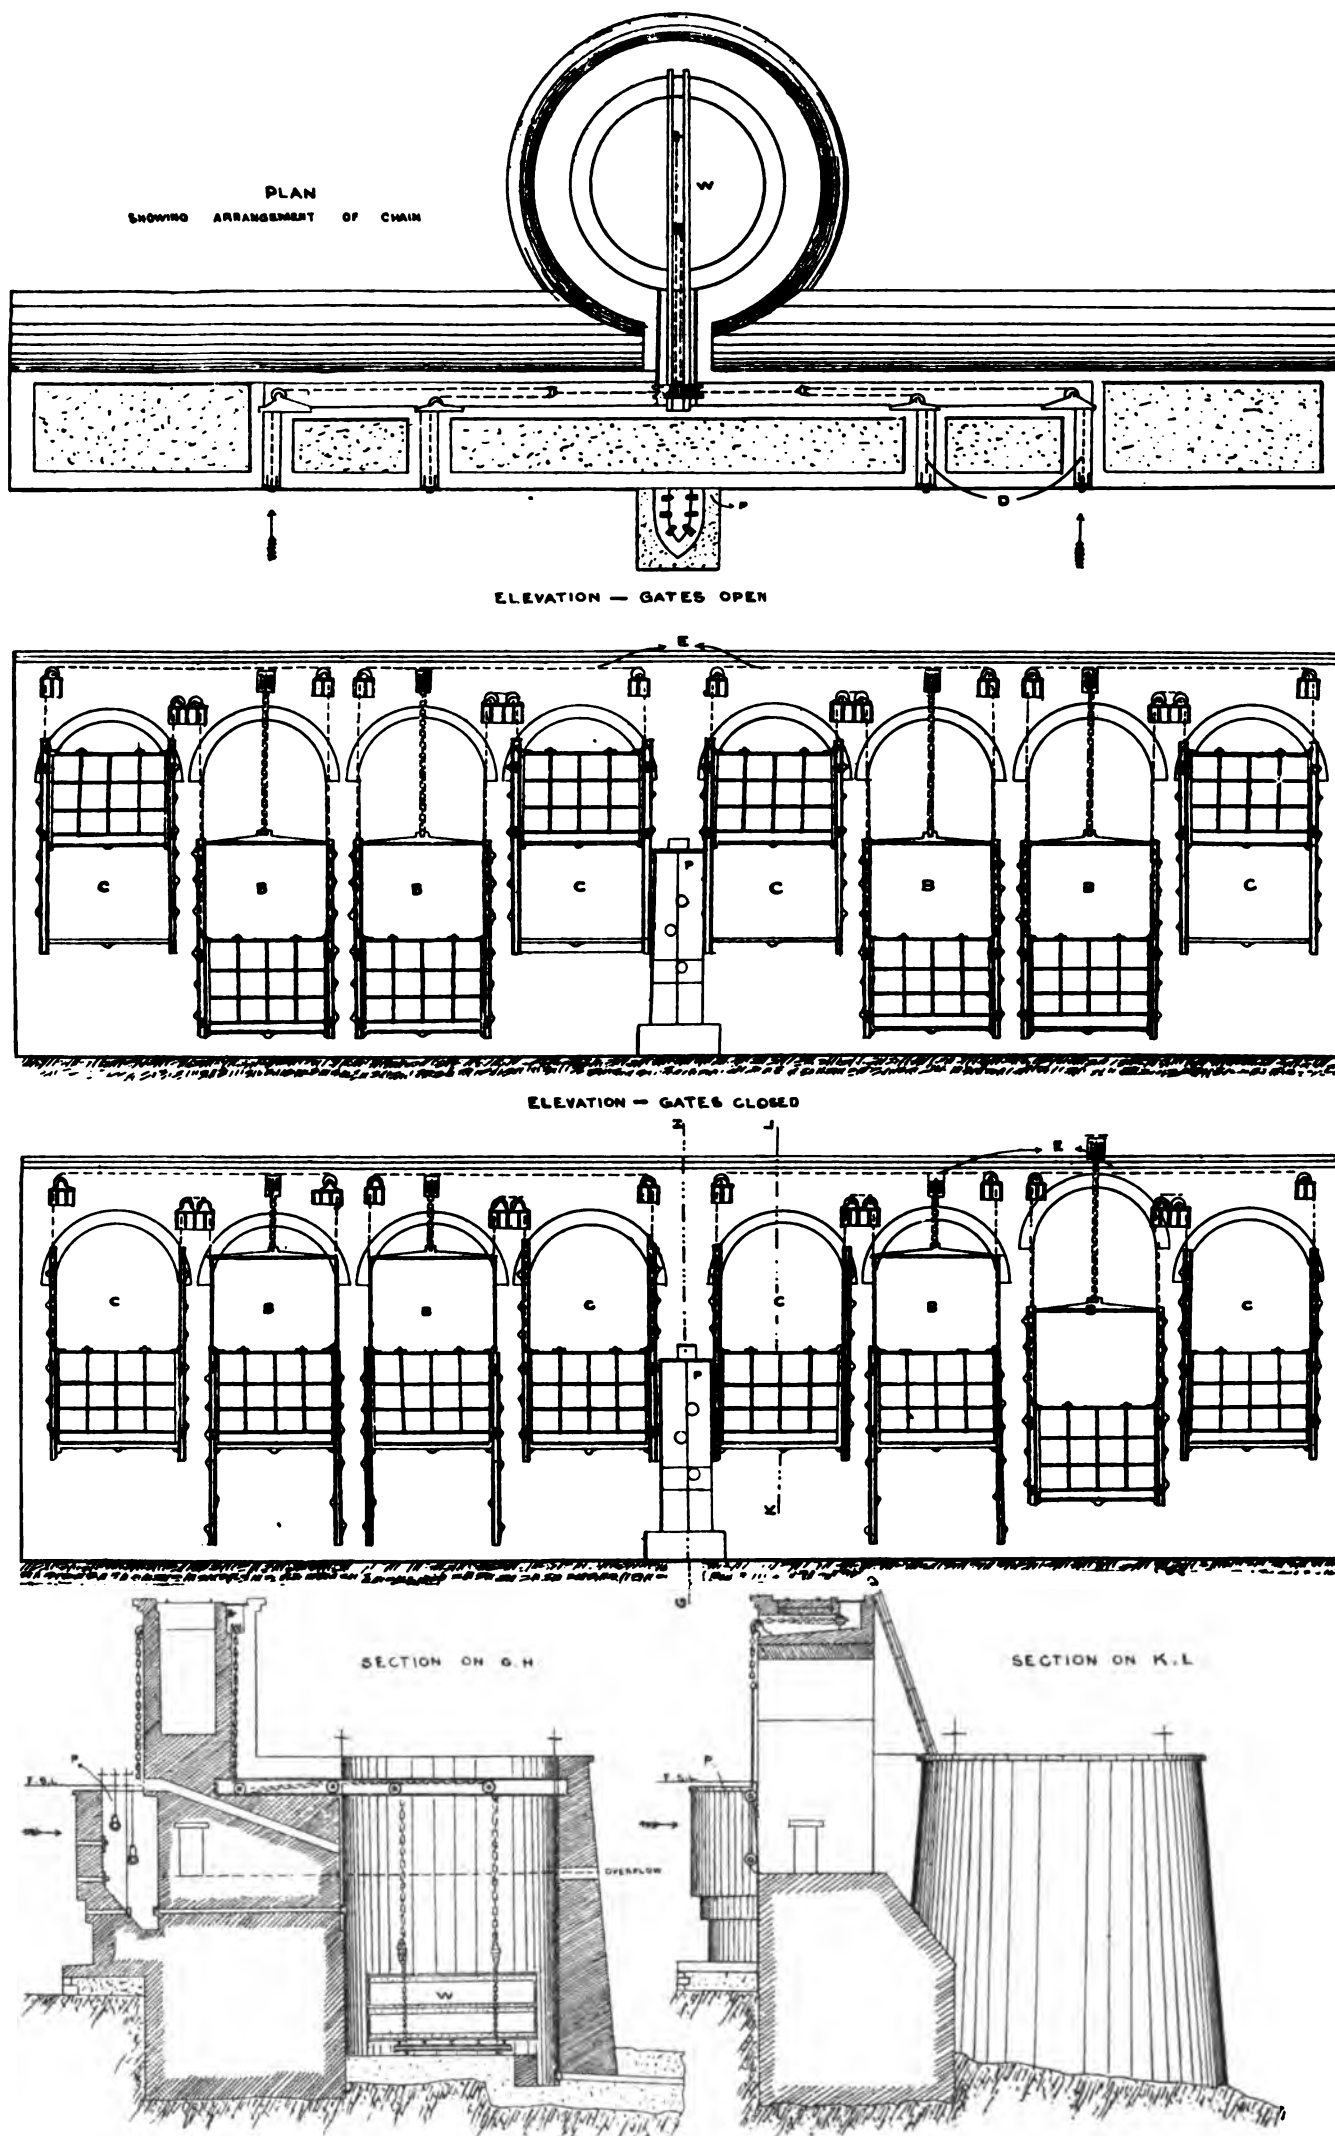 PLAN
SHOWING ARRANGEMENT OF CHAIN
W
D
P
ELEVATION — GATES OPEN
E
P
C B B C C B B C
ELEVATION — GATES CLOSED
N L
E
P
C B B C C B B C
K
G
SECTION ON G.H
SECTION ON K.L
P
F.S.L
OVERFLOW
W
P
F.S.L